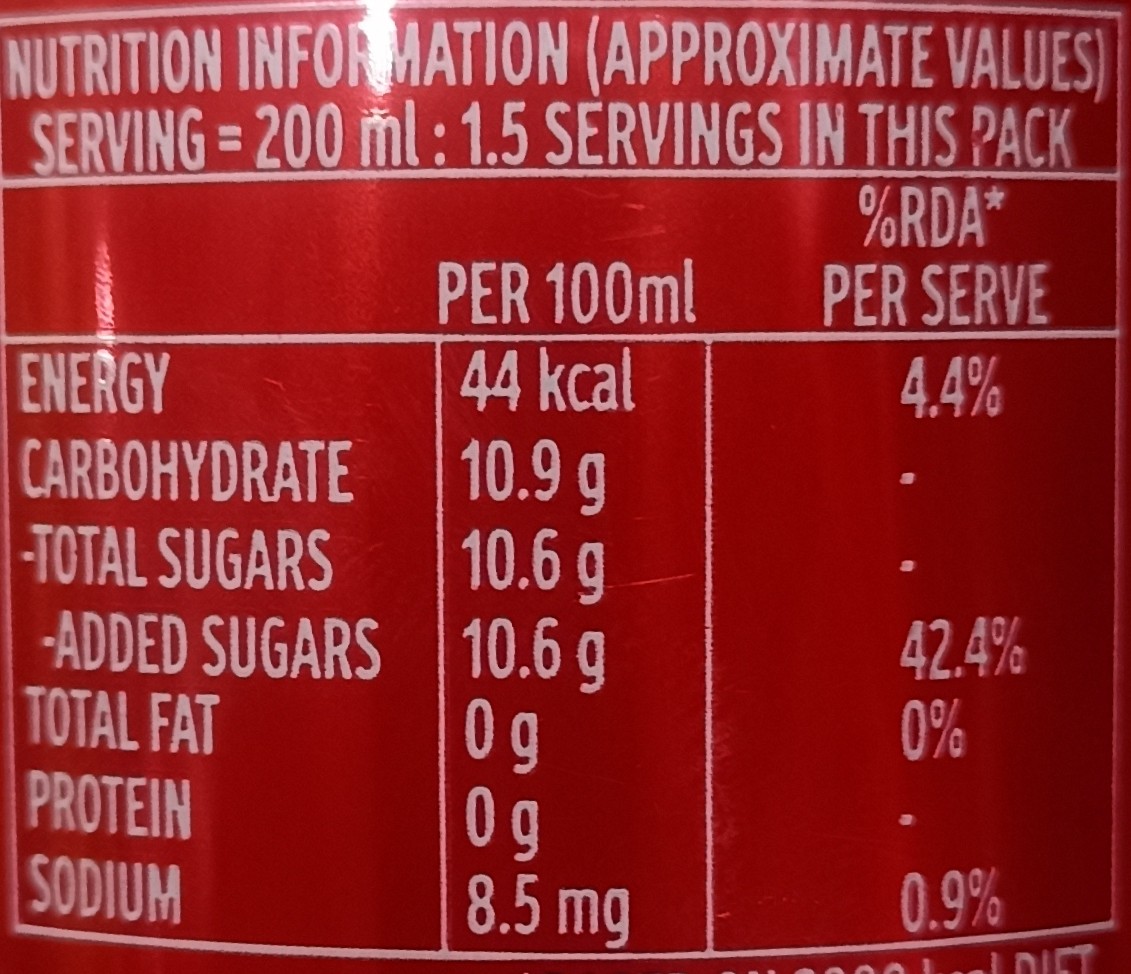 NUTRITION INFORMATION (APPROXIMATE VALUES)
SERVING = 200 ml : 1.5 SERVINGS IN THIS PACK
%RDA*
PER 100ml PER SERVE
ENERGY 44 kcal 4.4%
CARBOHYDRATE 10.9 g -
-TOTAL SUGARS 10.6 g -
-ADDED SUGARS 10.6 g 42.4%
TOTAL FAT 0 g 0%
PROTEIN 0 g -
SODIUM 8.5 mg 0.9%
DIET